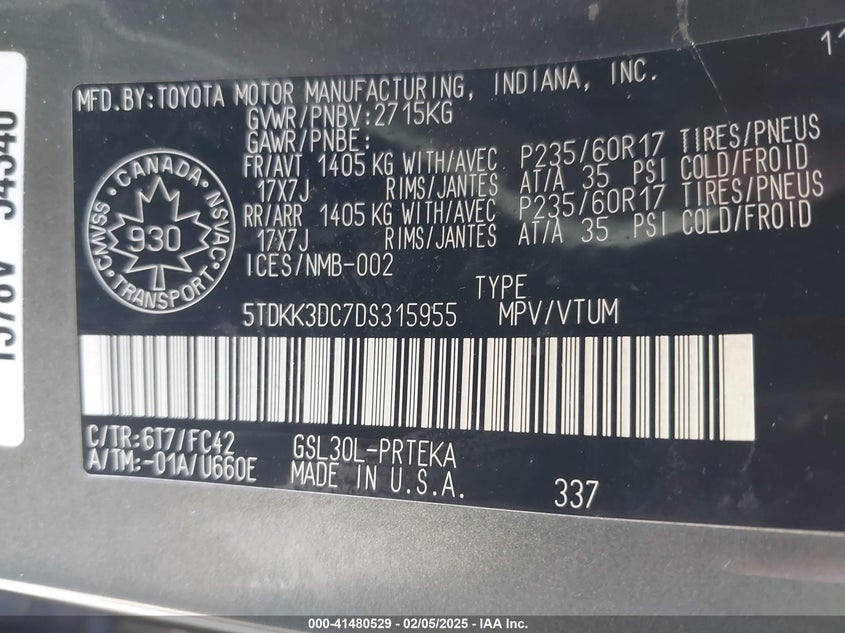 11
MFD.BY:TOYOTA MOTOR MANUFACTURING, INDIANA, INC.
GVWR/PNBV:2715KG
GAWR/PNBE:
FR/AVT 1405 KG WITH/AVEC P235/60R17 TIRES/PNEUS
17X7J RIMS/JANTES AT/A 35 PSI COLD/FROID
RR/ARR 1405 KG WITH/AVEC P235/60R17 TIRES/PNEUS
17X7J RIMS/JANTES AT/A 35 PSI COLD/FROID
ICES/NMB-002
CANADA
CMVSS NSVAC
930
TRANSPORT
TYPE
5TDKK3DC7DS315955 MPV/VTUM
C/TR:6T7/FC42 GSL30L-PRTEKA
A/TM:-01A/U660E MADE IN U.S.A.
337
000-41480529 - 02/05/2025 - IAA Inc.